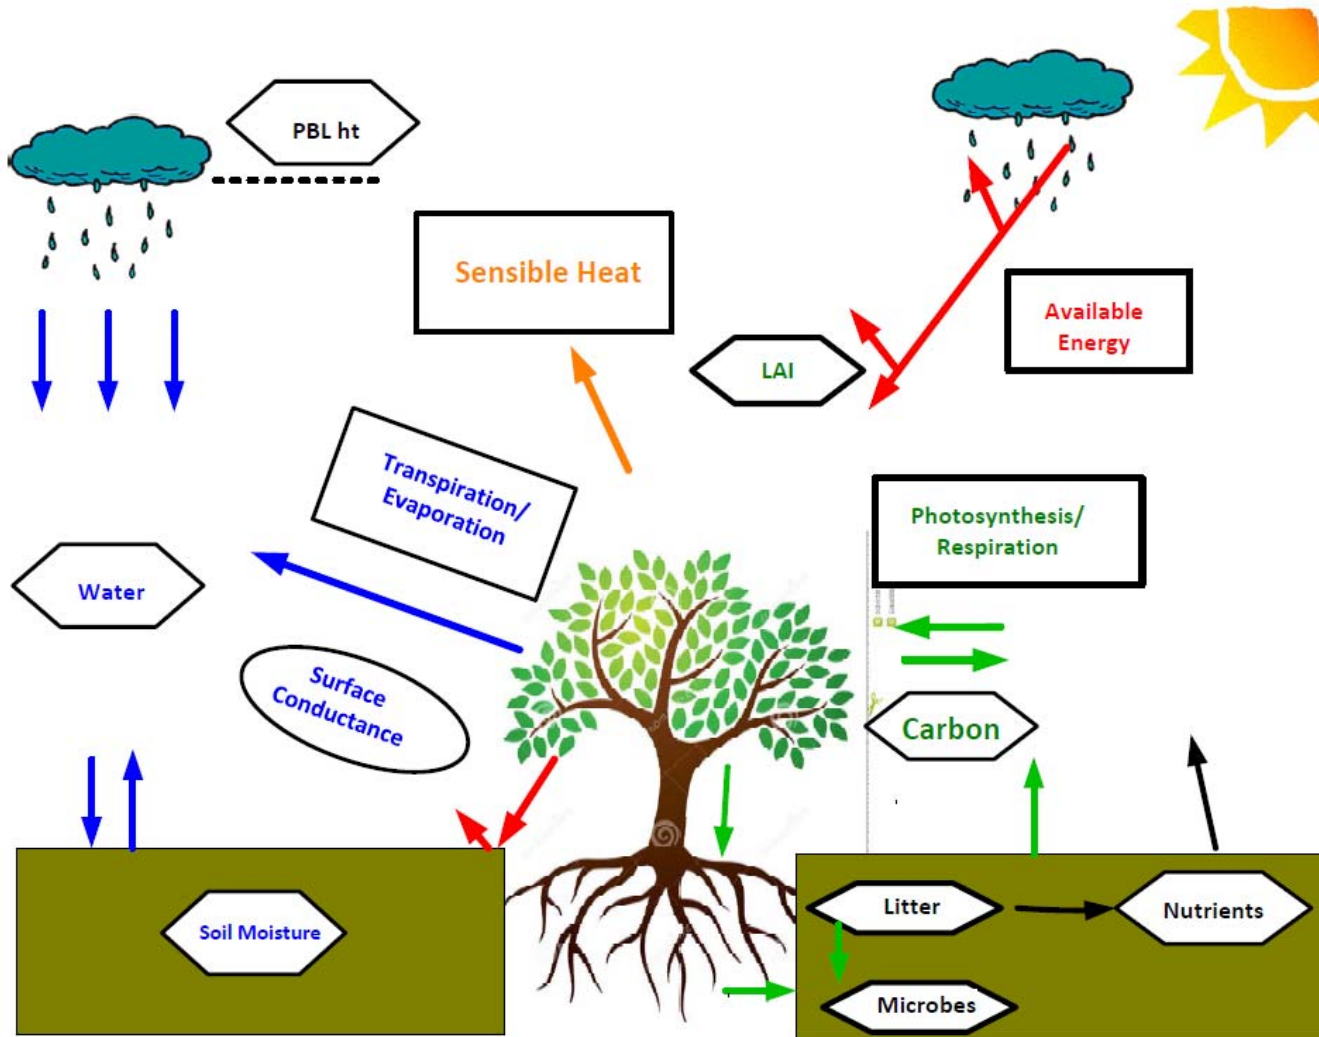 PBL ht
Sensible Heat
Available
Energy
LAI
Transpiration/
Evaporation
Photosynthesis/
Respiration
Water
Surface
Conductance
Carbon
Soil Moisture
Litter
Nutrients
Microbes